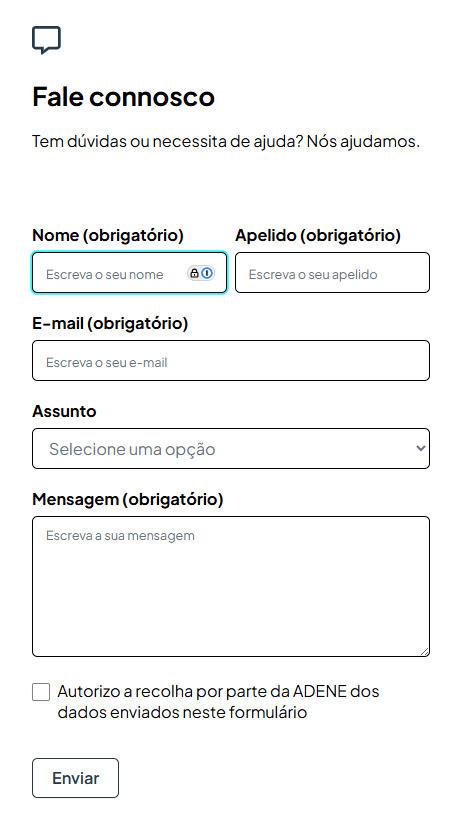 Fale connosco
Tem dúvidas ou necessita de ajuda? Nós ajudamos.
Nome (obrigatório) Apelido (obrigatório)
Escreva o seu nome Escreva o seu apelido
E-mail (obrigatório)
Escreva o seu e-mail
Assunto
Selecione uma opção
Mensagem (obrigatório)
Escreva a sua mensagem
Autorizo a recolha por parte da ADENE dos
dados enviados neste formulário
Enviar